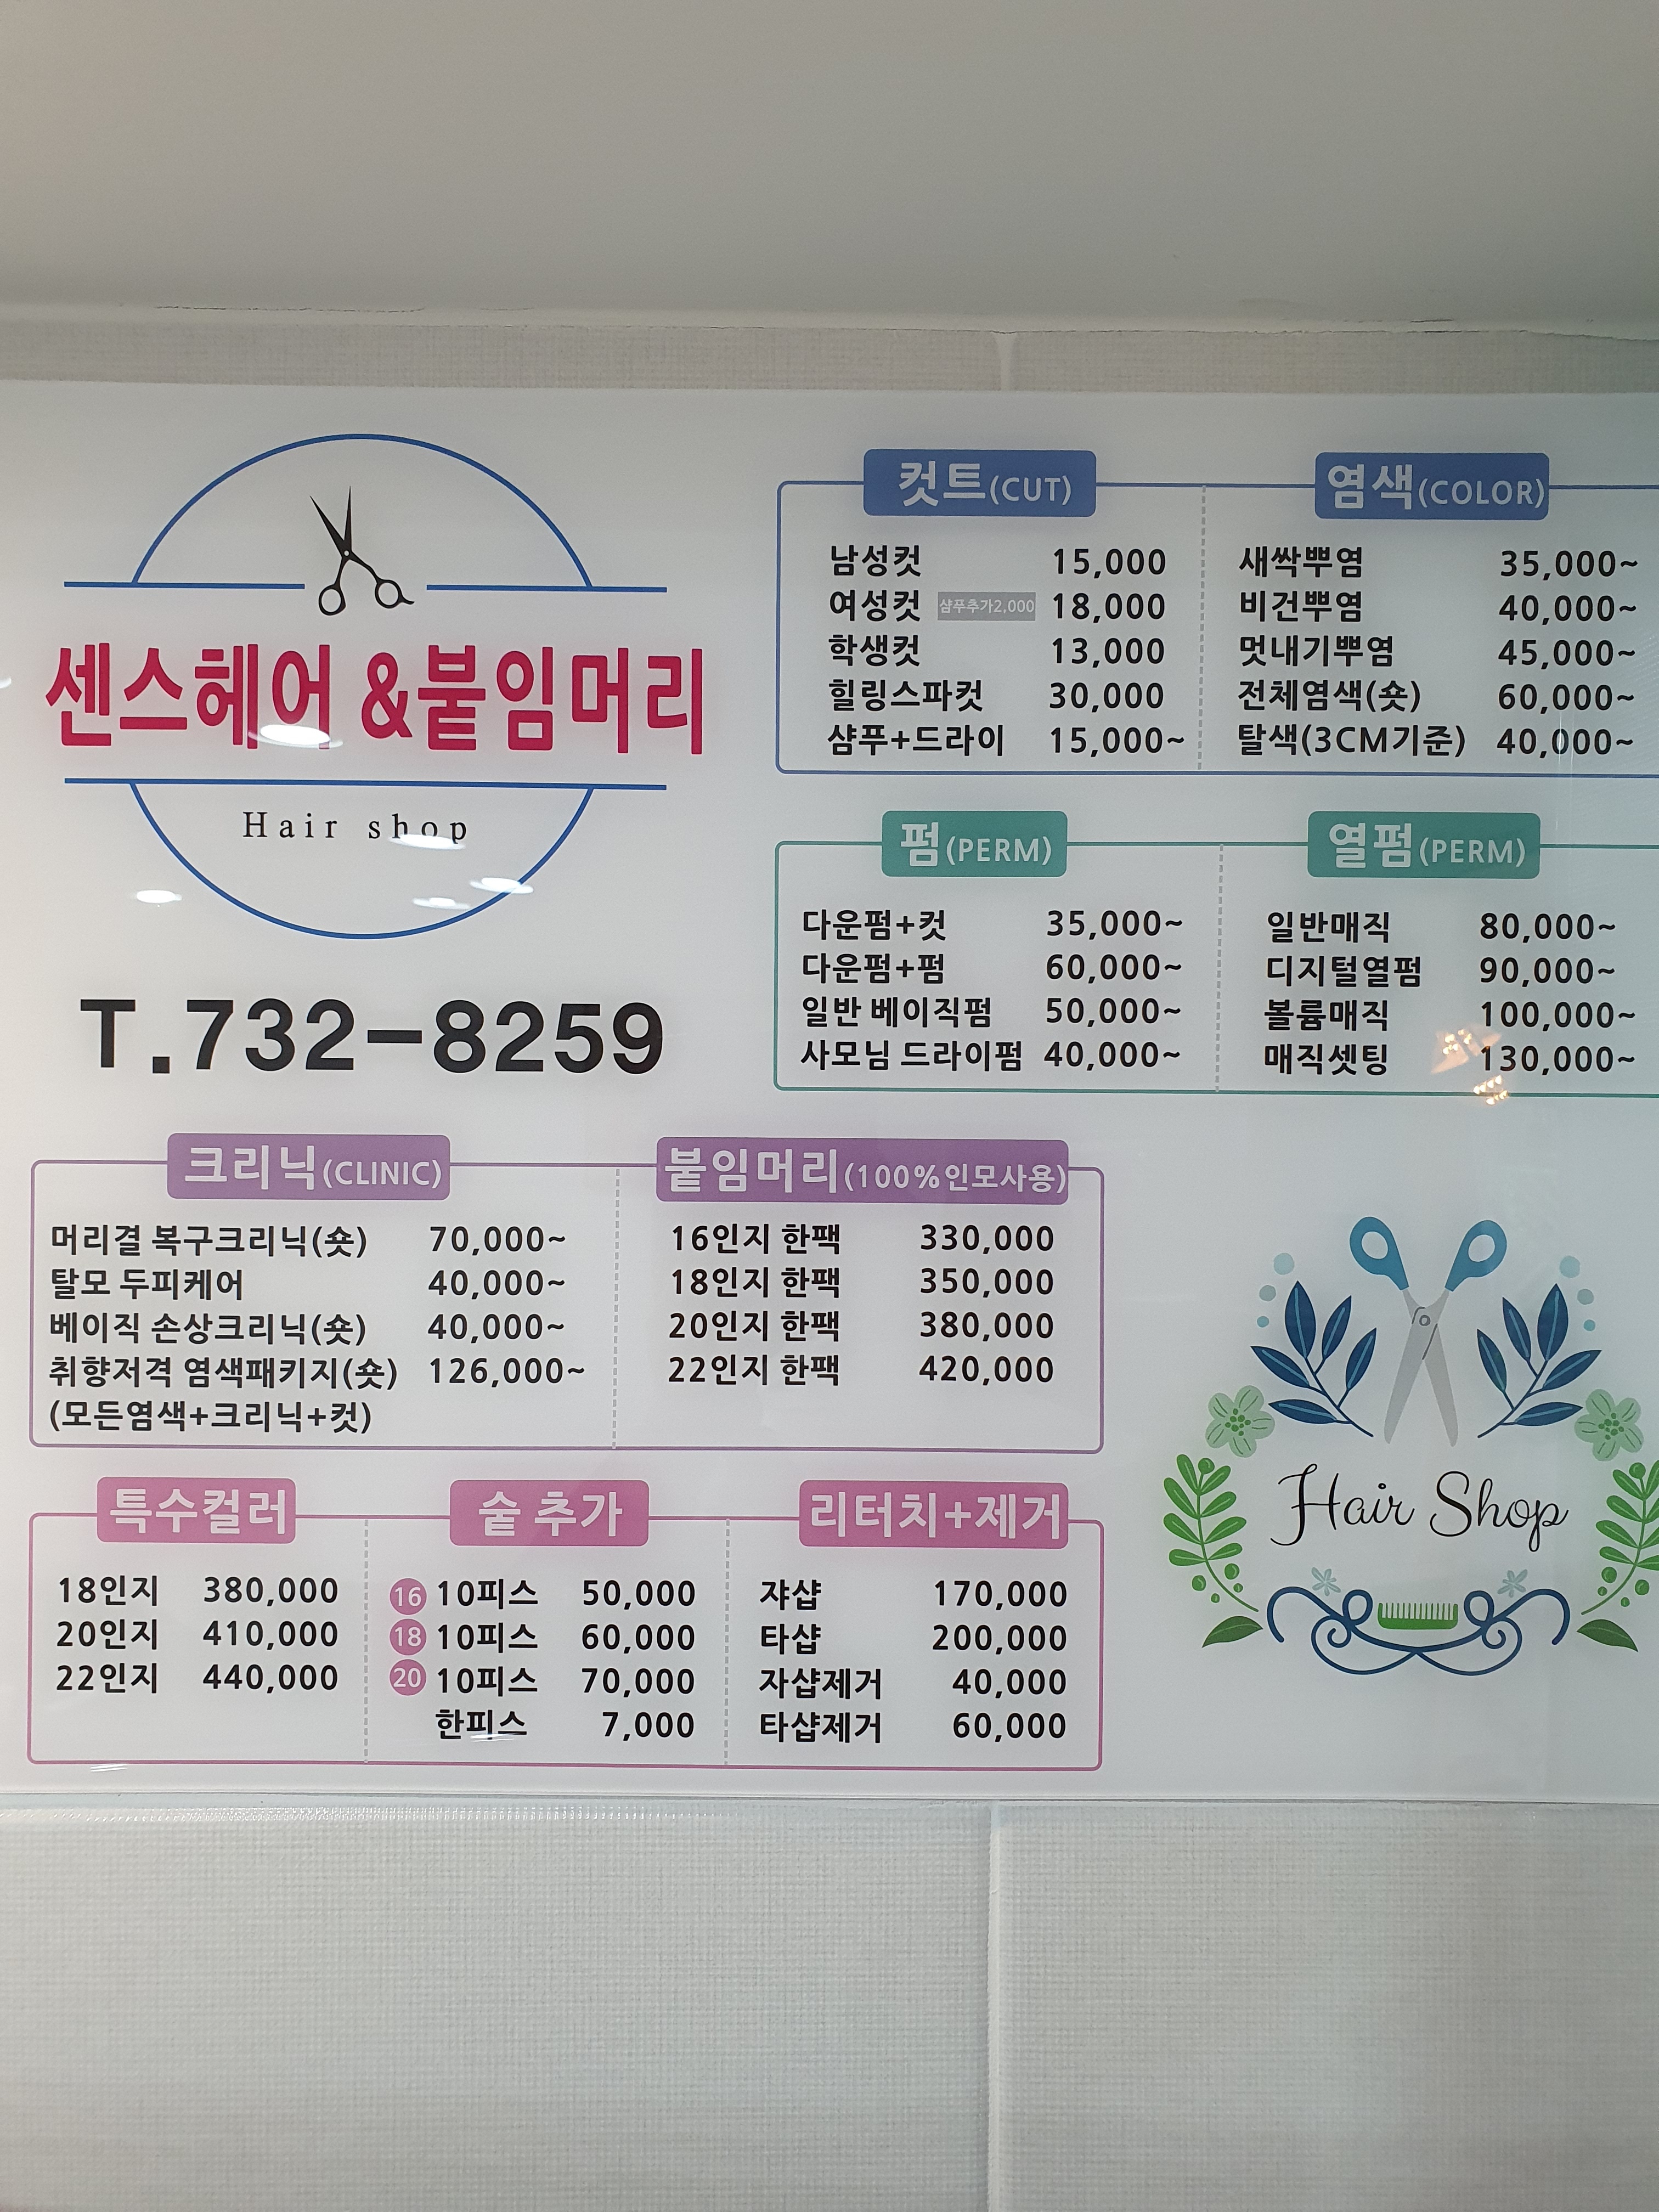 센스헤어 &붙임머리
Hair shop
T.732-8259
컷트(CUT)
남성컷 15,000
여성컷 샴푸추가2,000 18,000
학생컷 13,000
힐링스파컷 30,000
샴푸+드라이 15,000~
염색(COLOR)
새싹뿌염 35,000~
비건뿌염 40,000~
멋내기뿌염 45,000~
전체염색(숏) 60,000~
탈색(3CM기준) 40,000~
펌(PERM)
다운펌+컷 35,000~
다운펌+펌 60,000~
일반 베이직펌 50,000~
사모님 드라이펌 40,000~
열펌(PERM)
일반매직 80,000~
디지털열펌 90,000~
볼륨매직 100,000~
매직셋팅 130,000~
크리닉(CLINIC)
머리결 복구크리닉(숏) 70,000~
탈모 두피케어 40,000~
베이직 손상크리닉(숏) 40,000~
취향저격 염색패키지(숏) 126,000~
(모든염색+크리닉+컷)
붙임머리(100%인모사용)
16인지 한팩 330,000
18인지 한팩 350,000
20인지 한팩 380,000
22인지 한팩 420,000
특수컬러
18인지 380,000
20인지 410,000
22인지 440,000
숱 추가
16 10피스 50,000
18 10피스 60,000
20 10피스 70,000
한피스 7,000
리터치+제거
쟈샵 170,000
타샵 200,000
자샵제거 40,000
타샵제거 60,000
Hair Shop